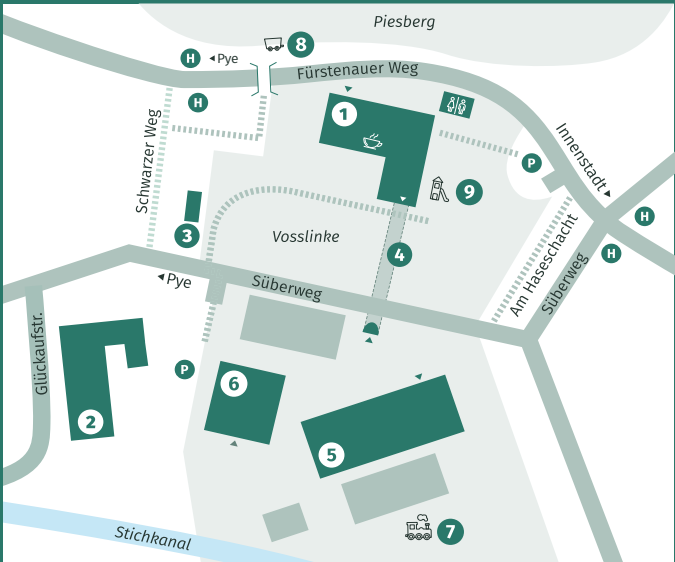 Piesberg
8
H
◂Pye
Fürstenauer Weg
H
1
Innenstadt▸
P
Schwarzer Weg
9
H
3
Vosslinke
4
H
◂Pye
Süberweg
Am Haseschacht
Süberweg
Glückaufstr.
P
6
2
5
7
Stichkanal